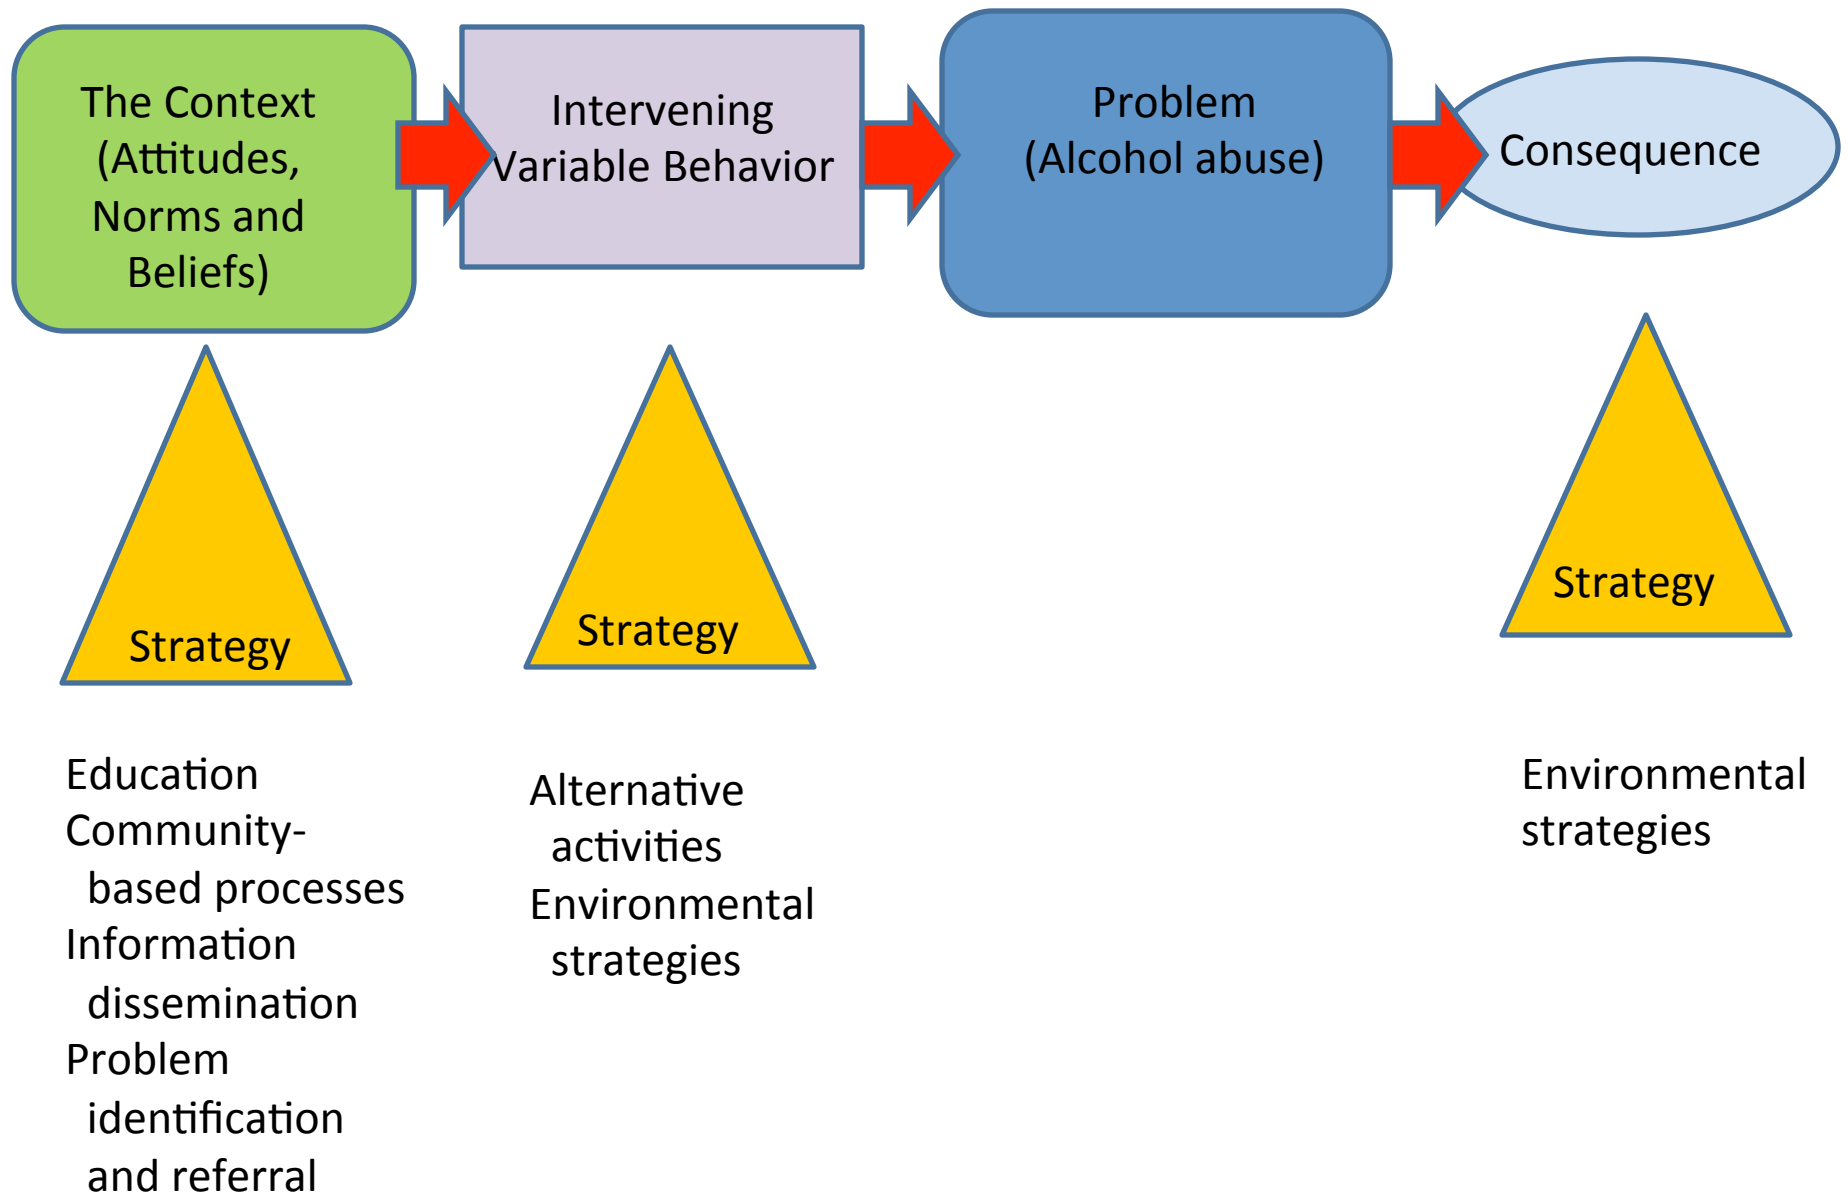 The Context
(Attitudes,
Norms and
Beliefs)
Intervening
Variable Behavior
Problem
(Alcohol abuse)
Consequence
Strategy
Strategy
Strategy
Education
Community-
based processes
Information
dissemination
Problem
identification
and referral
Alternative
activities
Environmental
strategies
Environmental
strategies